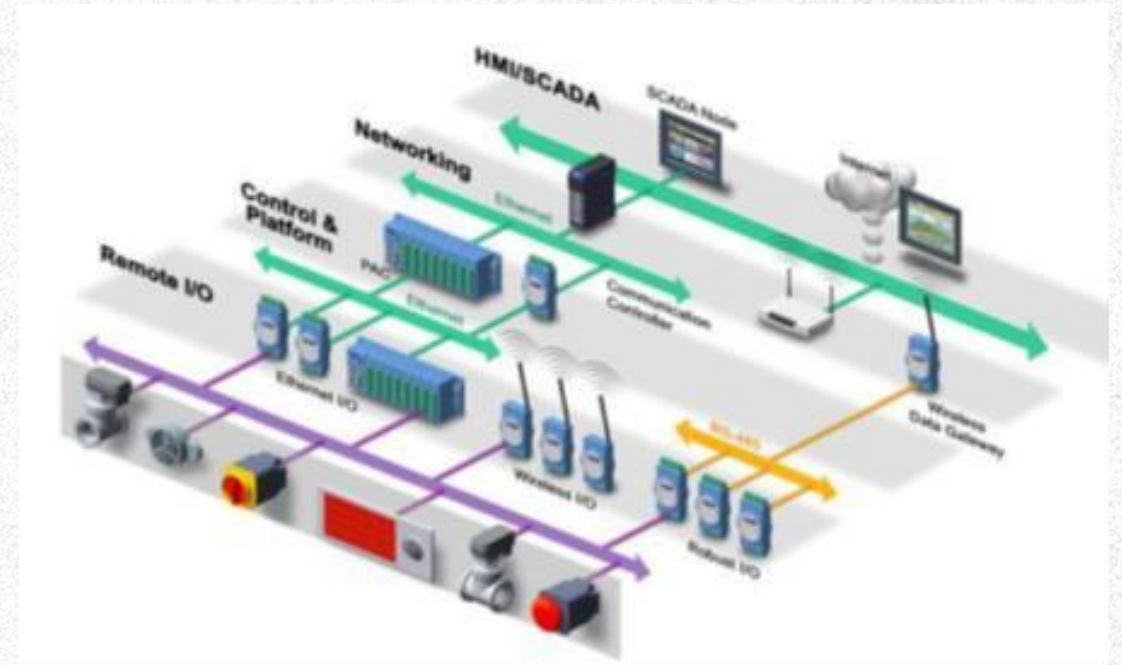 HMI/SCADA
SCADA Node
Networking
Internet
Ethernet
Control &
Platform
PAC
Communication
Controller
Remote I/O
Ethernet
Ethernet I/O
Wireless
Data Gateway
RS-485
Wireless I/O
Robust I/O